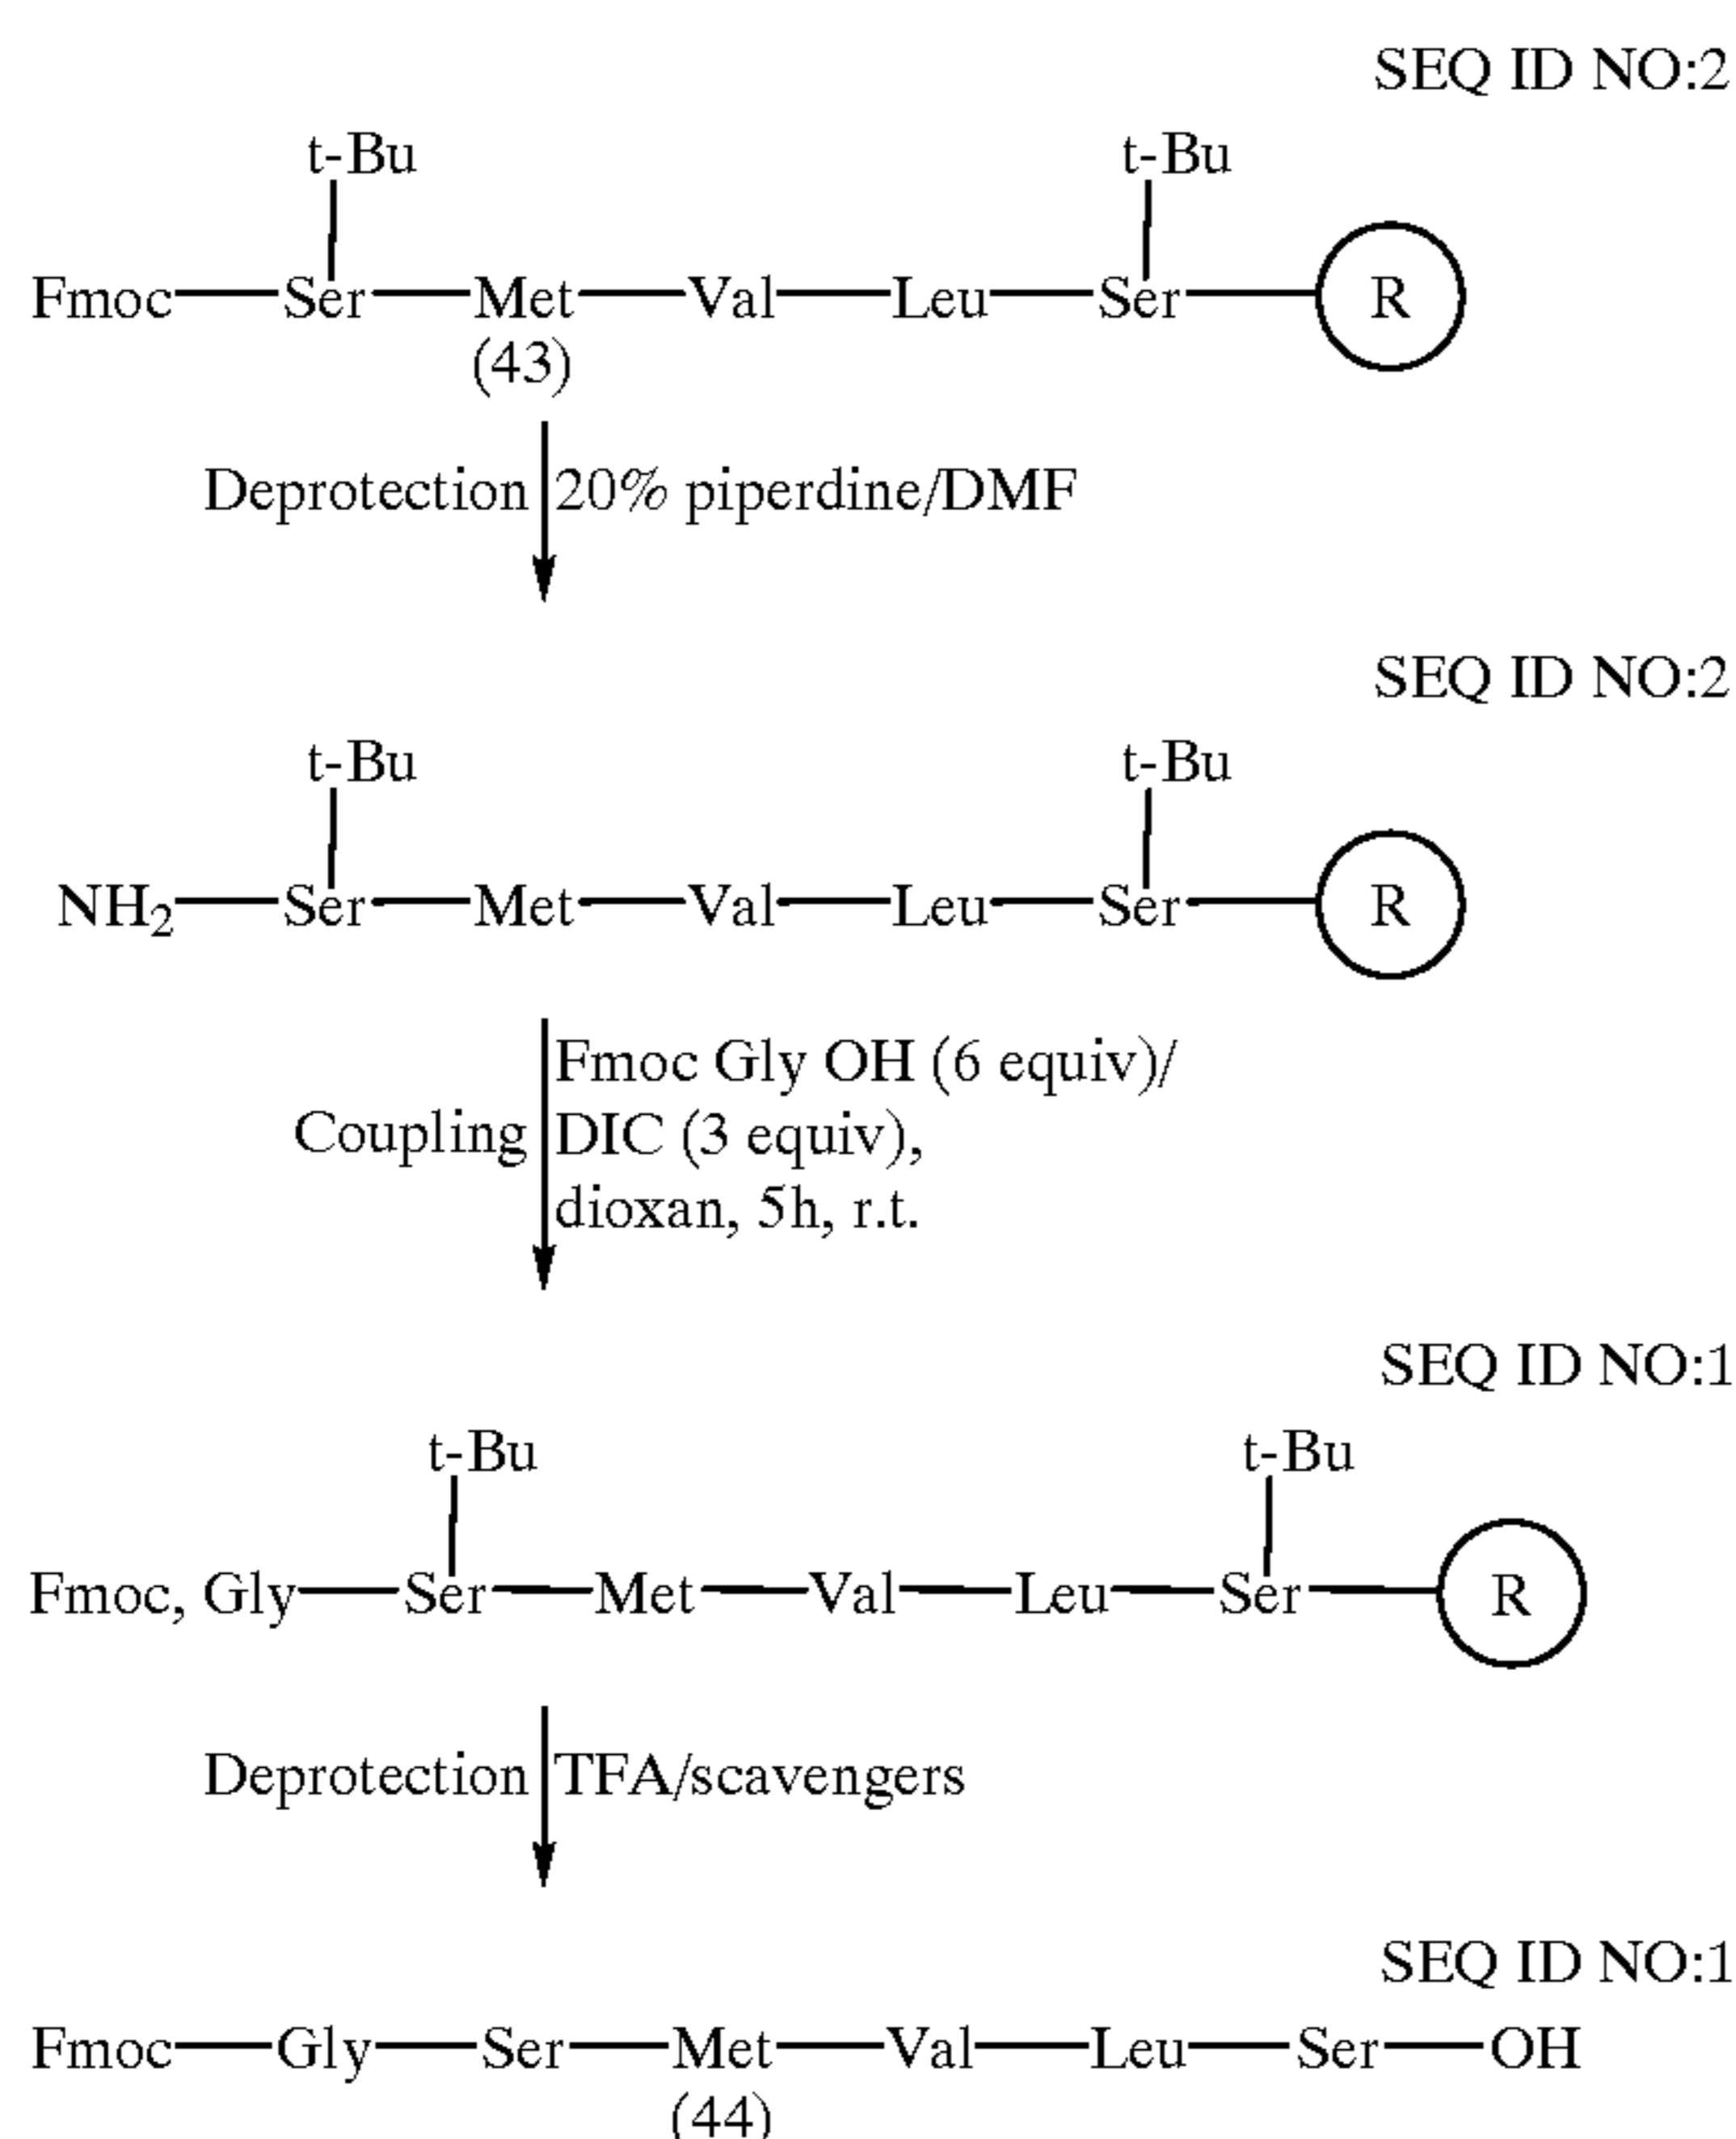 SEQ ID NO:2
t-Bu t-Bu
Fmoc Ser Met Val Leu Ser R
(43)
Deprotection 20% piperdine/DMF
SEQ ID NO:2
t-Bu t-Bu
NH2 Ser Met Val Leu Ser R
Fmoc Gly OH (6 equiv)/
Coupling DIC (3 equiv),
dioxan, 5h, r.t.
SEQ ID NO:1
t-Bu t-Bu
Fmoc, Gly Ser Met Val Leu Ser R
Deprotection TFA/scavengers
SEQ ID NO:1
Fmoc Gly Ser Met Val Leu Ser OH
(44)